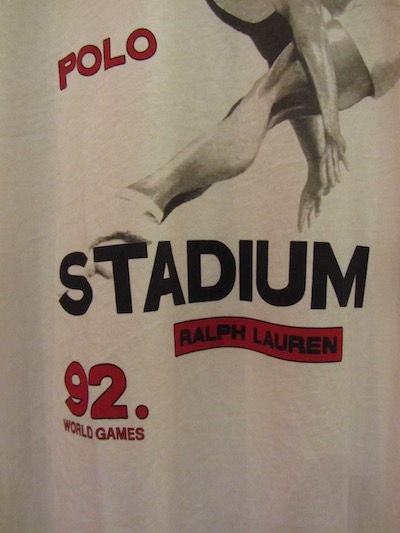 POLO
STADIUM
RALPH LAUREN
92.
WORLD GAMES